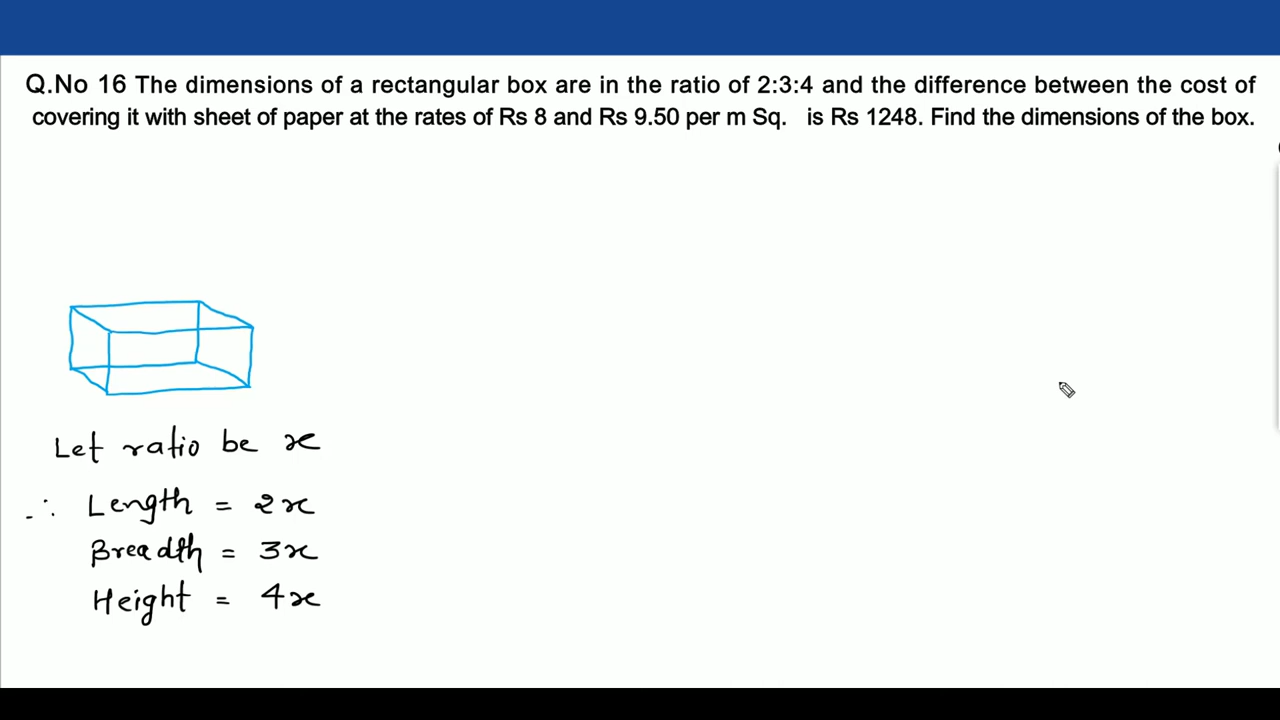 Q.No 16 The dimensions of a rectangular box are in the ratio of 2:3:4 and the difference between the cost of
covering it with sheet of paper at the rates of Rs 8 and Rs 9.50 per m Sq. is Rs 1248. Find the dimensions of the box.
Let ratio be x
∴ Length = 2x
Breadth = 3x
Height = 4x